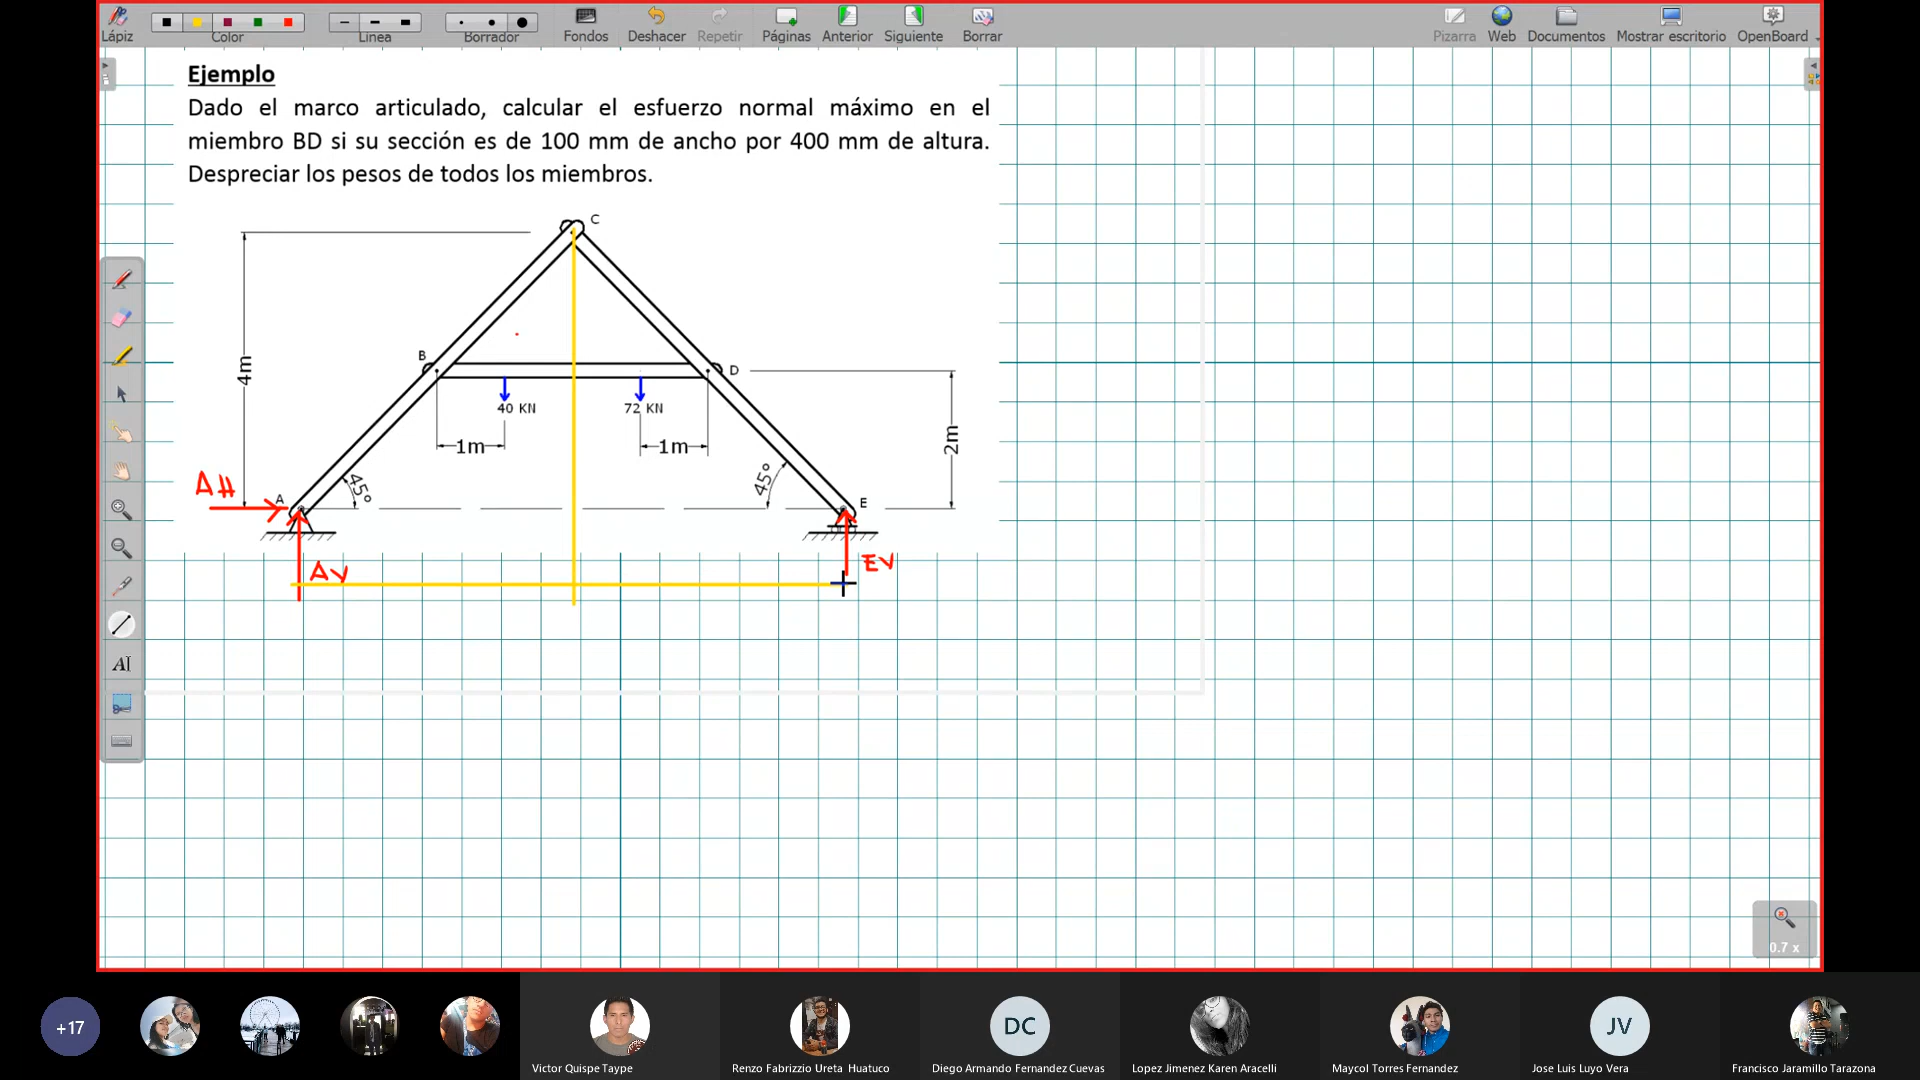 Lápiz
Color
Línea
Borrador
Fondos
Deshacer
Repetir
Páginas
Anterior
Siguiente
Borrar
Pizarra
Web
Documentos
Mostrar escritorio
OpenBoard
Ejemplo
Dado el marco articulado, calcular el esfuerzo normal máximo en el
miembro BD si su sección es de 100 mm de ancho por 400 mm de altura.
Despreciar los pesos de todos los miembros.
C
4m
B
D
40 KN
72 KN
1m
1m
2m
AH
A
45°
45°
E
AV
EV
AI
0.7 x
+17
Victor Quispe Taype
Renzo Fabrizzio Ureta Huatuco
DC
Diego Armando Fernandez Cuevas
Lopez Jimenez Karen Aracelli
Maycol Torres Fernandez
JV
Jose Luis Luyo Vera
Francisco Jaramillo Tarazona